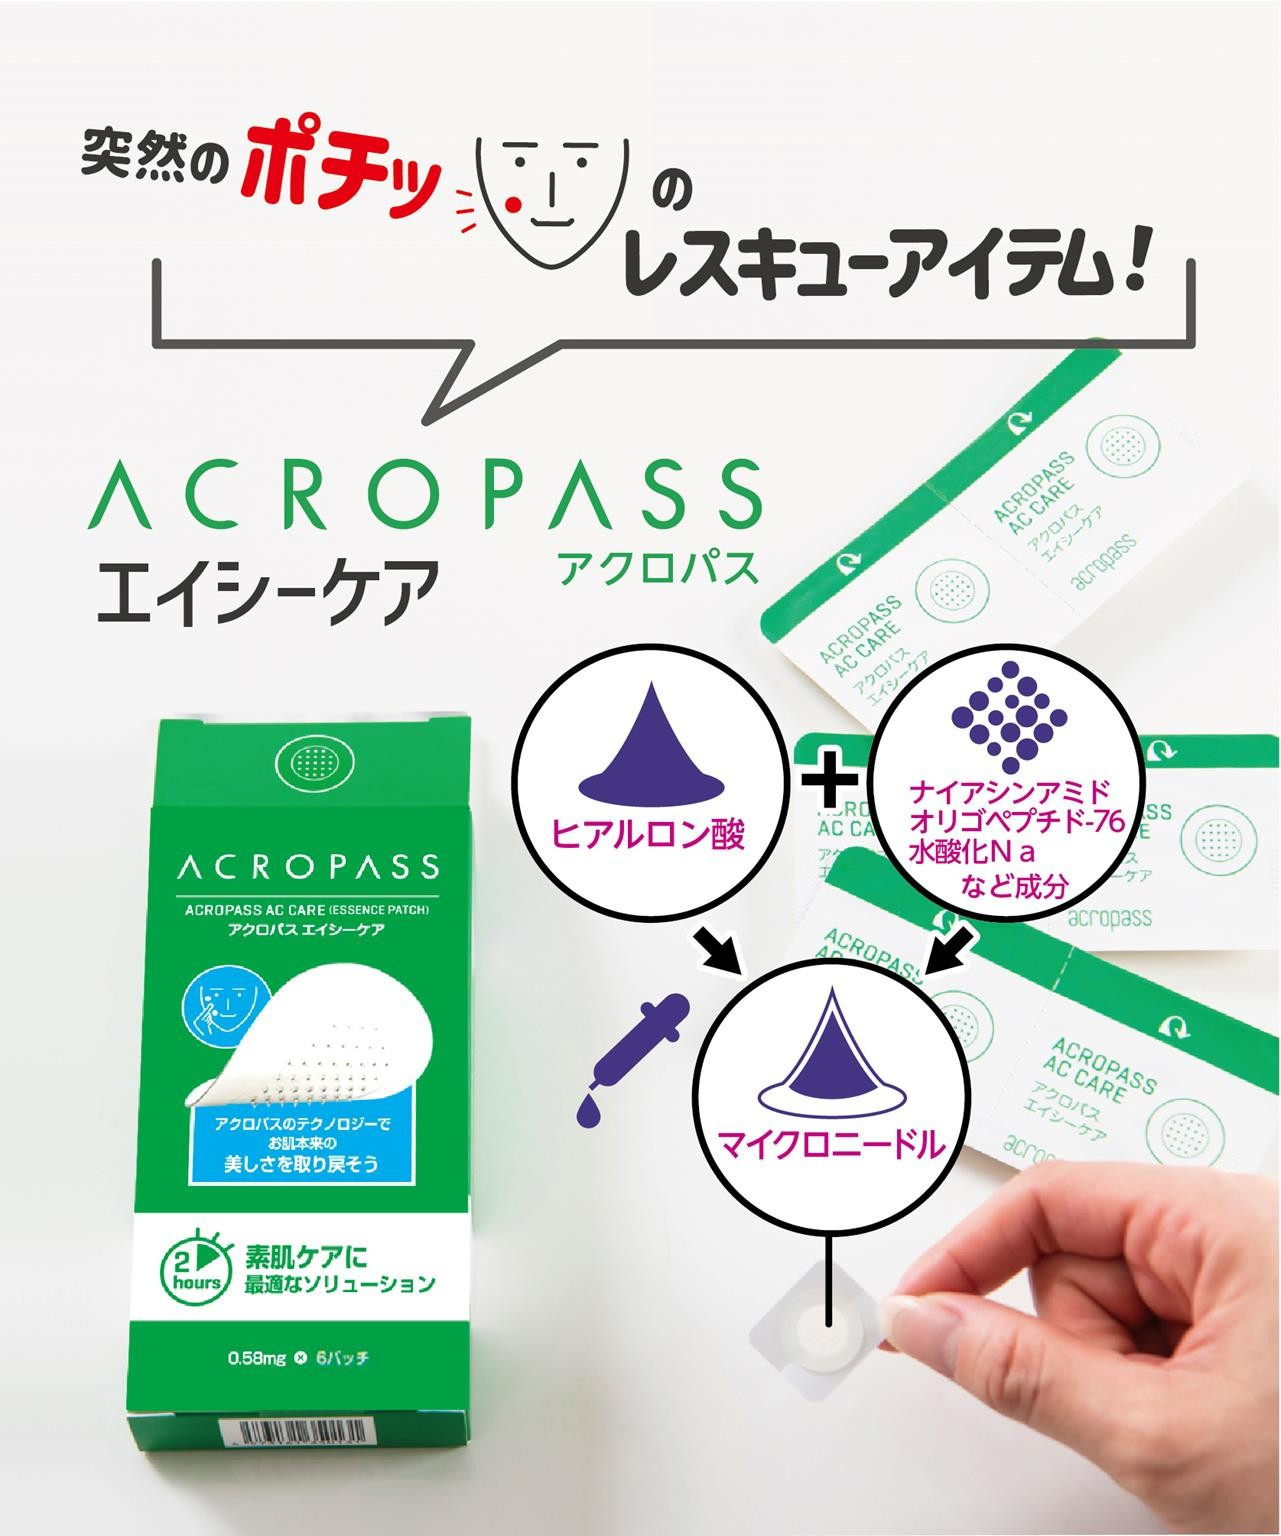 突然のポチッの
レスキューアイテム!
ACROPASS
エイシーケア
アクロパス
ヒアルロン酸
+
ナイアシンアミド
オリゴペプチド-76
水酸化Na
など成分
マイクロニードル
ACROPASS
ACROPASS AC CARE (ESSENCE PATCH)
アクロパス エイシーケア
アクロパスのテクノロジーで
お肌本来の
美しさを取り戻そう
2
hours
素肌ケアに
最適なソリューション
0.58mg × 6パッチ
ACROPASS
AC CARE
アクロパス
エイシーケア
acropass
ACROPASS
AC CARE
アクロパス
エイシーケア
acropass
ACROPASS
ACROPASS
AC CARE
アクロパス
エイシーケア
acropass